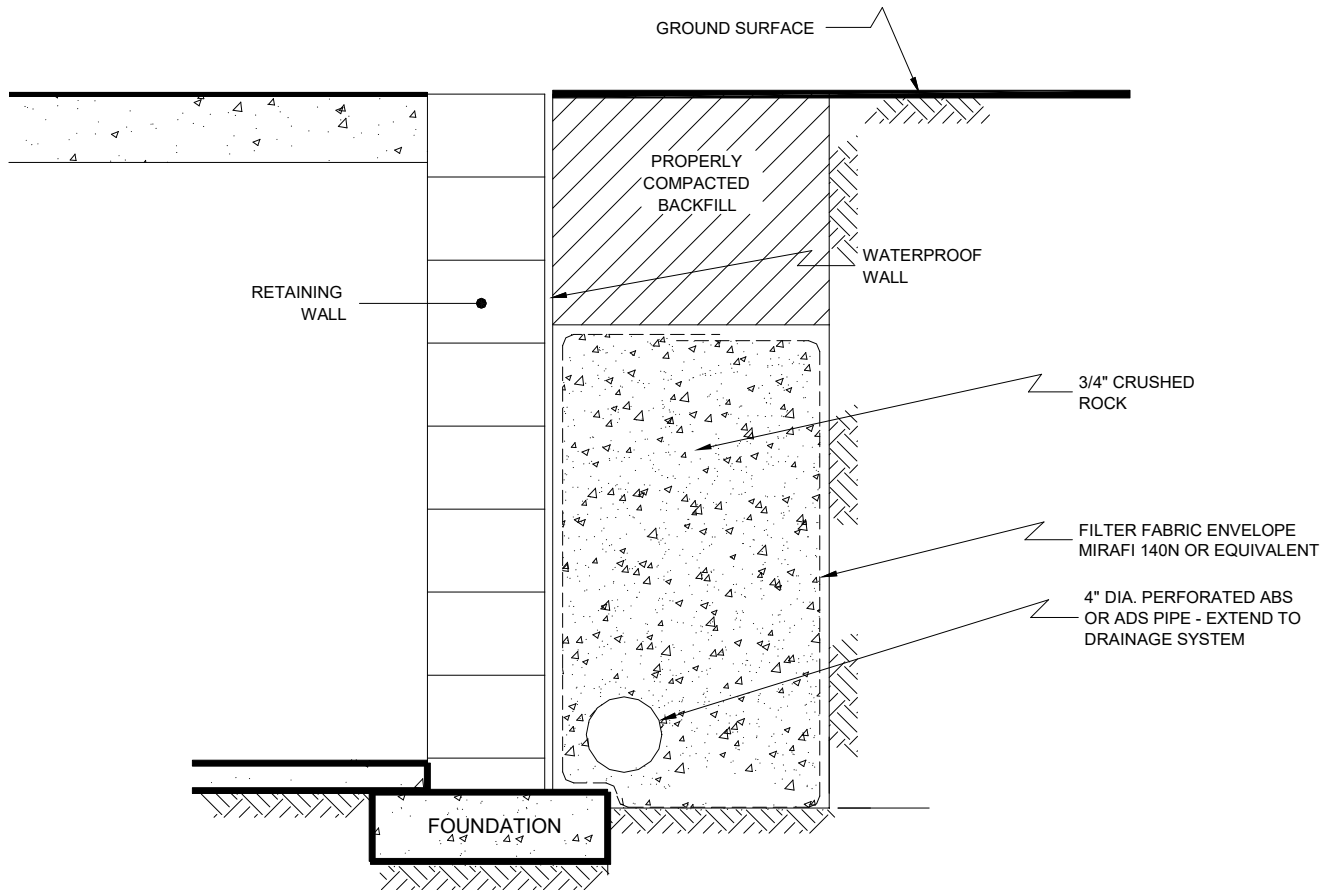 GROUND SURFACE
PROPERLY
COMPACTED
BACKFILL
WATERPROOF
WALL
RETAINING
WALL
3/4" CRUSHED
ROCK
FILTER FABRIC ENVELOPE
MIRAFI 140N OR EQUIVALENT
4" DIA. PERFORATED ABS
OR ADS PIPE - EXTEND TO
DRAINAGE SYSTEM
FOUNDATION